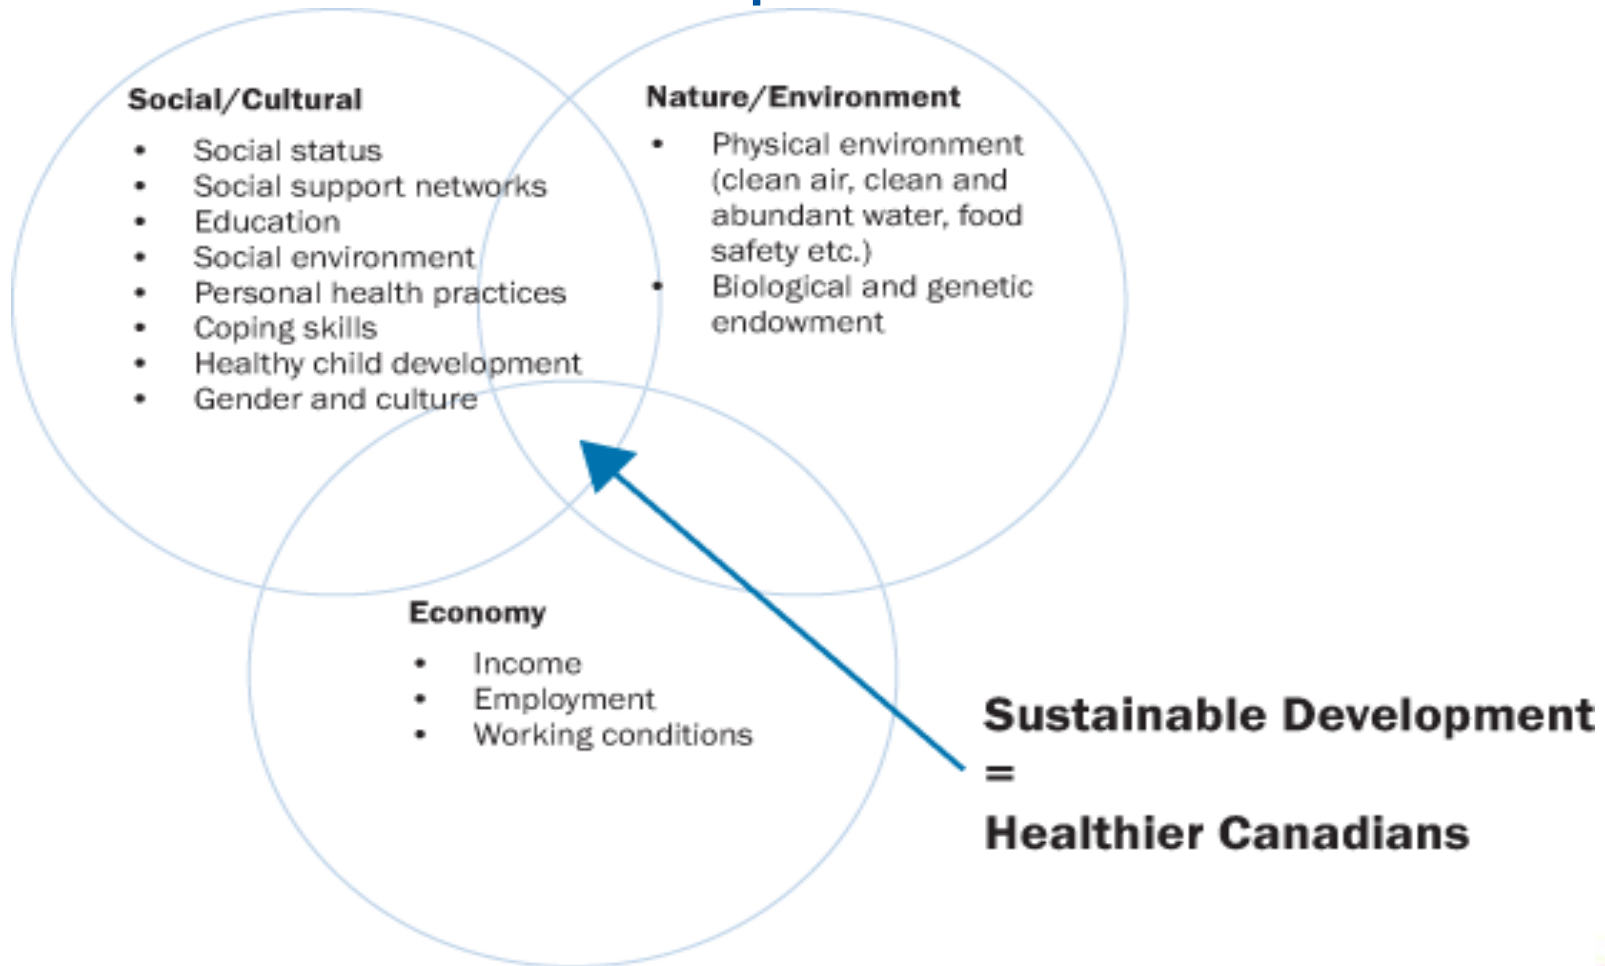 Social/Cultural
• Social status
• Social support networks
• Education
• Social environment
• Personal health practices
• Coping skills
• Healthy child development
• Gender and culture
Nature/Environment
• Physical environment
(clean air, clean and
abundant water, food
safety etc.)
• Biological and genetic
endowment
Economy
• Income
• Employment
• Working conditions
Sustainable Development
=
Healthier Canadians